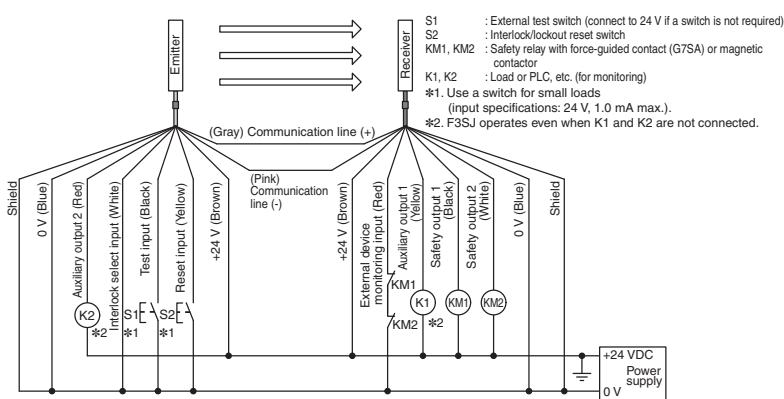 Emitter
Receiver
S1 : External test switch (connect to 24 V if a switch is not required)
S2 : Interlock/lockout reset switch
KM1, KM2 : Safety relay with force-guided contact (G7SA) or magnetic
contactor
K1, K2 : Load or PLC, etc. (for monitoring)
✻1. Use a switch for small loads
(input specifications: 24 V, 1.0 mA max.).
✻2. F3SJ operates even when K1 and K2 are not connected.
(Gray) Communication line (+)
(Pink)
Communication
line (-)
Shield
0 V (Blue)
Auxiliary output 2 (Red)
Interlock select input (White)
Test input (Black)
Reset input (Yellow)
+24 V (Brown)
+24 V (Brown)
External device
monitoring input (Red)
Auxiliary output 1
(Yellow)
Safety output 1
(Black)
Safety output 2
(White)
0 V (Blue)
Shield
K2
✻2
S1
✻1
S2
✻1
KM1
KM2
K1
✻2
KM1
KM2
+24 VDC
Power
supply
0 V